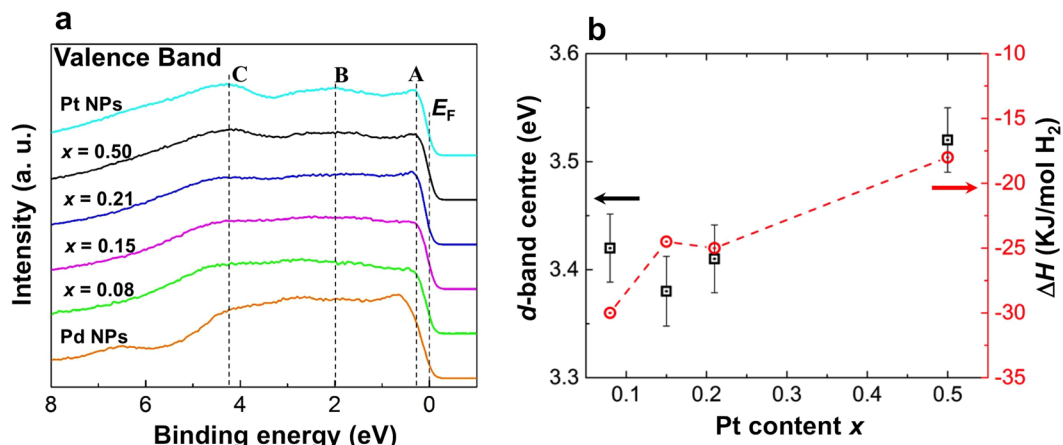 a
Valence Band
C
B
A
E_F
Pt NPs
x = 0.50
x = 0.21
x = 0.15
x = 0.08
Pd NPs
Intensity (a. u.)
8 6 4 2 0
Binding energy (eV)
b
3.6
3.5
3.4
3.3
d-band centre (eV)
0.1 0.2 0.3 0.4 0.5
Pt content x
-10
-15
-20
-25
-30
-35
ΔH (KJ/mol H₂)